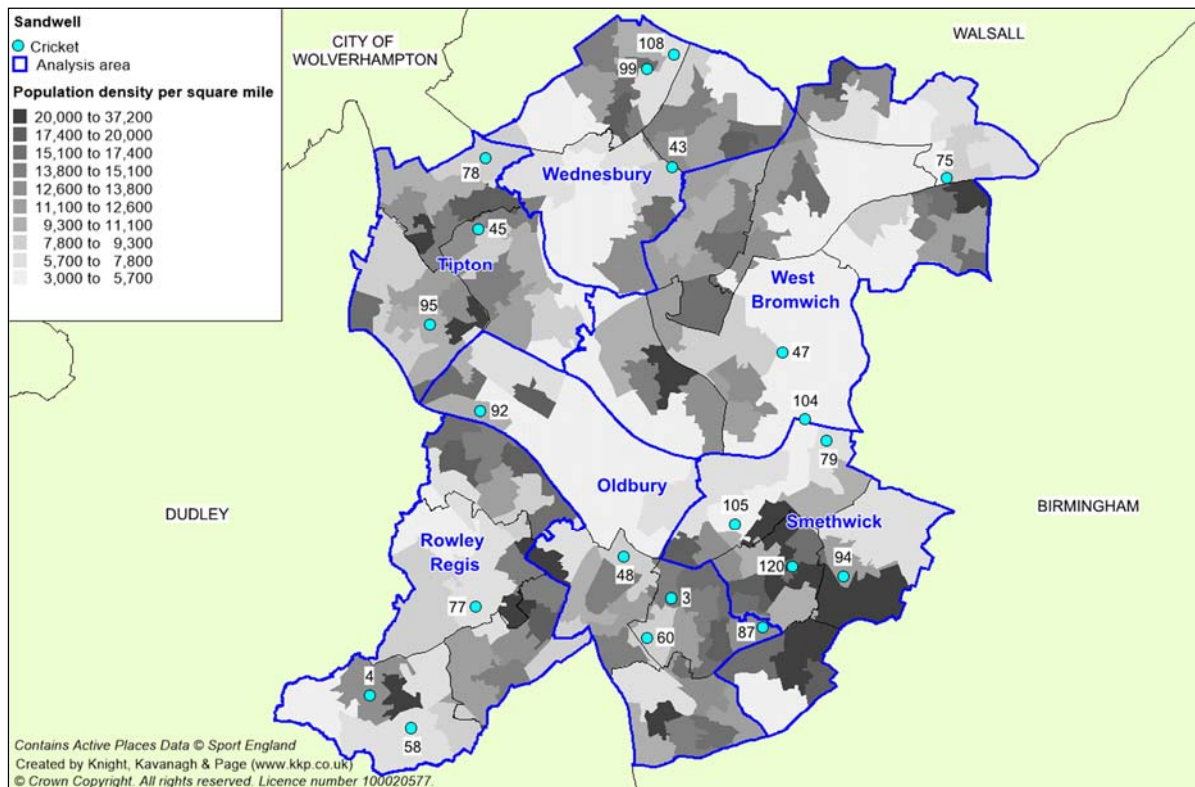 Sandwell
Cricket
Analysis area
Population density per square mile
20,000 to 37,200
17,400 to 20,000
15,100 to 17,400
13,800 to 15,100
12,600 to 13,800
11,100 to 12,600
9,300 to 11,100
7,800 to 9,300
5,700 to 7,800
3,000 to 5,700
CITY OF
WOLVERHAMPTON
WALSALL
108
99
43
78
Wednesbury
75
45
Tipton
West
Bromwich
95
47
92
104
79
Oldbury
105
Smethwick
DUDLEY
BIRMINGHAM
Rowley
Regis
48
120
94
77
3
60
87
4
58
Contains Active Places Data © Sport England
Created by Knight, Kavanagh & Page (www.kkp.co.uk)
© Crown Copyright. All rights reserved. Licence number 100020577.